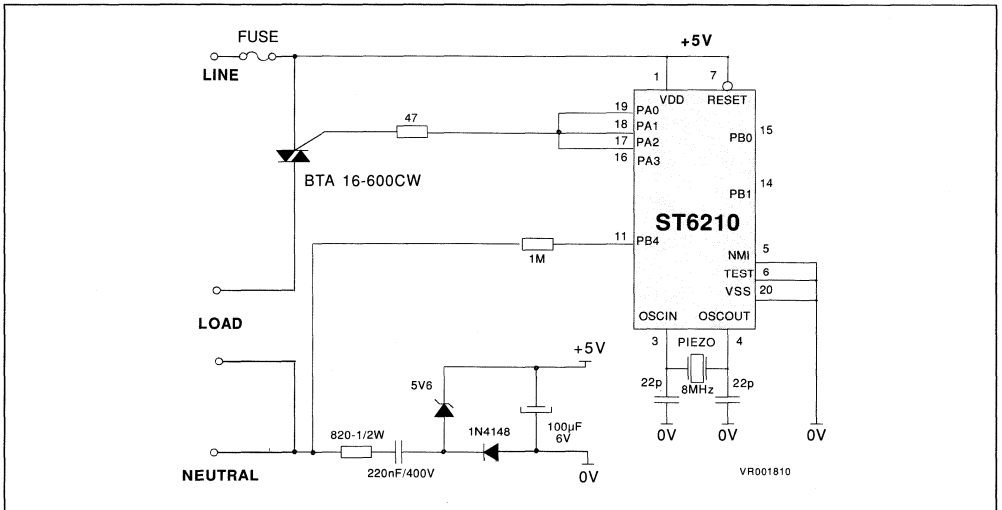 FUSE
+5V
LINE
1
7
VDD
RESET
47
19
PA0
18
PA1
17
PA2
16
PA3
PB0
15
BTA 16-600CW
PB1
14
ST6210
11
PB4
1M
NMI
5
TEST
6
VSS
20
LOAD
OSCIN
OSCOUT
3
PIEZO
4
+5V
22p
8MHz
22p
5V6
820-1/2W
1N4148
100µF
6V
0V
0V
0V
NEUTRAL
220nF/400V
0V
VR001810